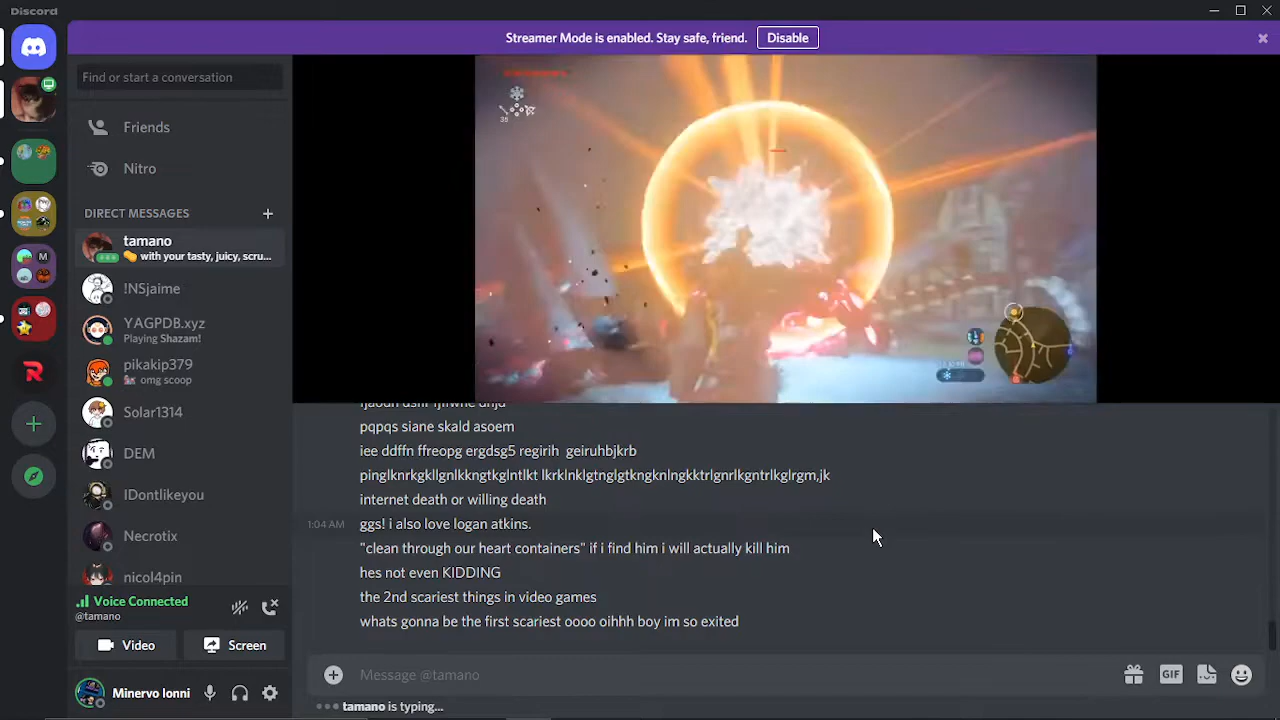 Discord
Streamer Mode is enabled. Stay safe, friend.
Disable
Find or start a conversation
Friends
Nitro
DIRECT MESSAGES
tamano
with your tasty, juicy, scru...
!NSjaime
YAGPDB.xyz
Playing Shazam!
pikakip379
omg scoop
Solar1314
DEM
IDontlikeyou
Necrotix
nicol4pin
Voice Connected
@tamano
Video
Screen
Minervo Ionni
35
pqpqs siane skald asoem
iee ddffn ffreopg ergdsg5 regirih geiruhbjkrb
pinglknrkgkllgnlkkngtkglntlkt lkrklnklgtnglgtkngknlngkktrlgnrlkgntrlkglrgm,jk
internet death or willing death
1:04 AM
ggs! i also love logan atkins.
"clean through our heart containers" if i find him i will actually kill him
hes not even KIDDING
the 2nd scariest things in video games
whats gonna be the first scariest oooo oihhh boy im so exited
Message @tamano
GIF
tamano is typing...